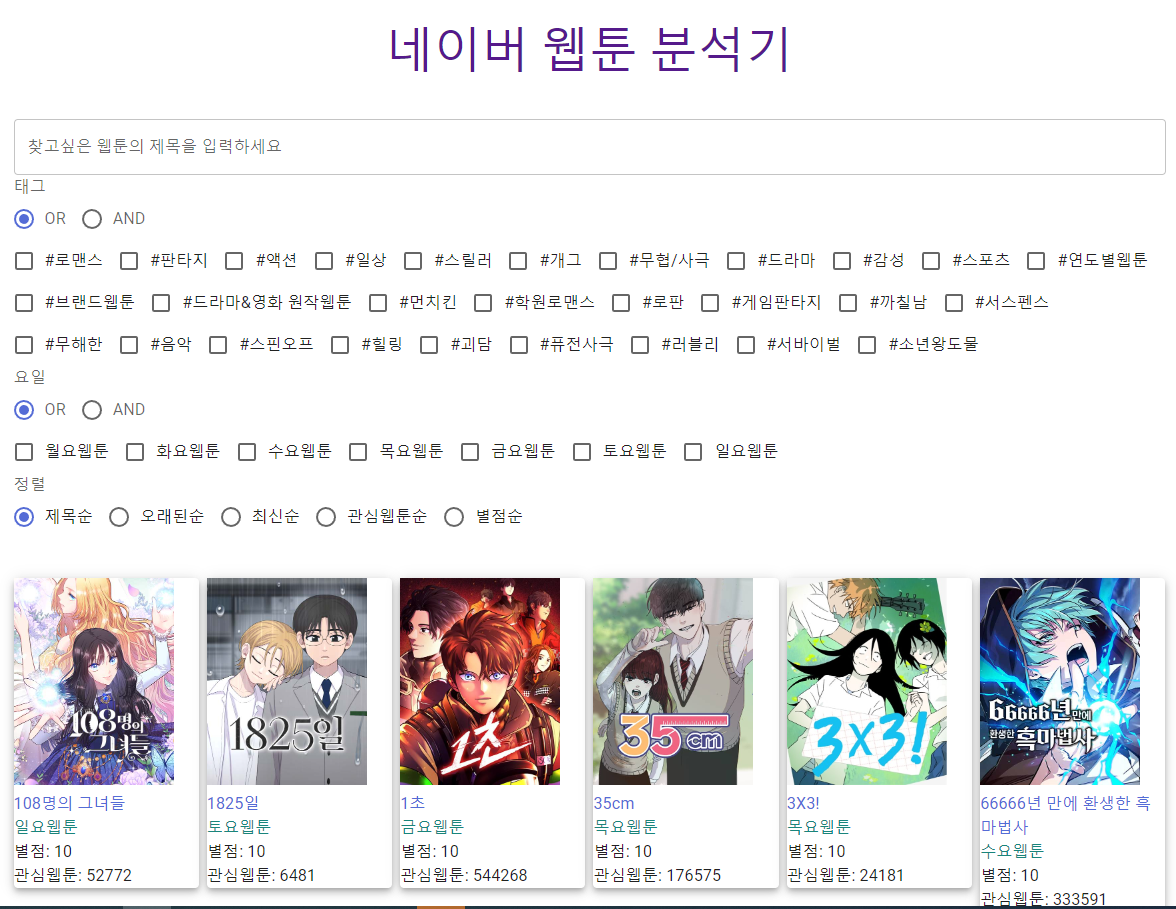 네이버 웹툰 분석기
찾고싶은 웹툰의 제목을 입력하세요
태그
OR AND
#로맨스 #판타지 #액션 #일상 #스릴러 #개그 #무협/사극 #드라마 #감성 #스포츠 #연도별웹툰
#브랜드웹툰 #드라마&영화 원작웹툰 #먼치킨 #학원로맨스 #로판 #게임판타지 #까칠남 #서스펜스
#무해한 #음악 #스핀오프 #힐링 #괴담 #퓨전사극 #러블리 #서바이벌 #소년왕도물
요일
OR AND
월요웹툰 화요웹툰 수요웹툰 목요웹툰 금요웹툰 토요웹툰 일요웹툰
정렬
제목순 오래된순 최신순 관심웹툰순 별점순
108명의
그녀들
108명의 그녀들
일요웹툰
별점: 10
관심웹툰: 52772
1825일
1825일
토요웹툰
별점: 10
관심웹툰: 6481
1초
1초
금요웹툰
별점: 10
관심웹툰: 544268
35cm
35cm
목요웹툰
별점: 10
관심웹툰: 176575
3X3!
3X3!
목요웹툰
별점: 10
관심웹툰: 24181
66666년 만에
환생한 흑마법사
66666년 만에 환생한 흑
마법사
수요웹툰
별점: 10
관심웹툰: 333591